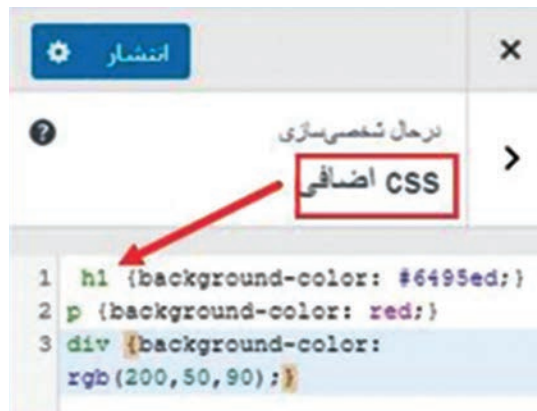 انتشار
درحال شخصی‌سازی
CSS اضافی
1 h1 {background-color: #6495ed;}
2 p {background-color: red;}
3 div {background-color:
rgb(200,50,90);}